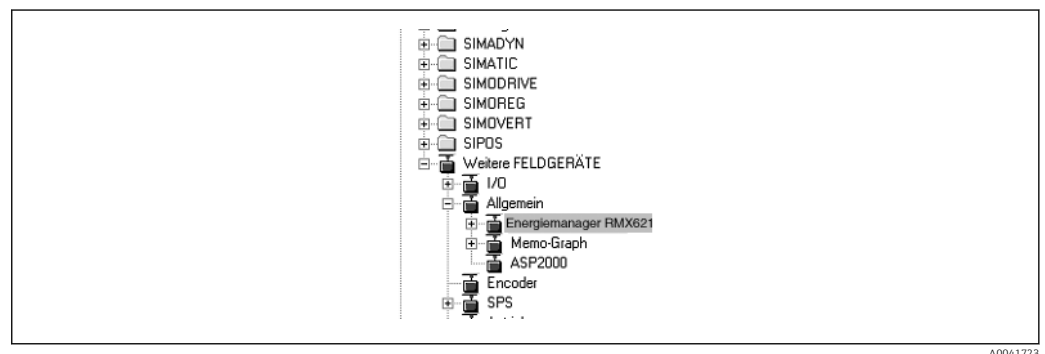 SIMADYN
SIMATIC
SIMODRIVE
SIMOREG
SIMOVERT
SIPOS
Weitere FELDGERÄTE
I/O
Allgemein
Energiemanager RMX621
Memo-Graph
ASP2000
Encoder
SPS
A0041723